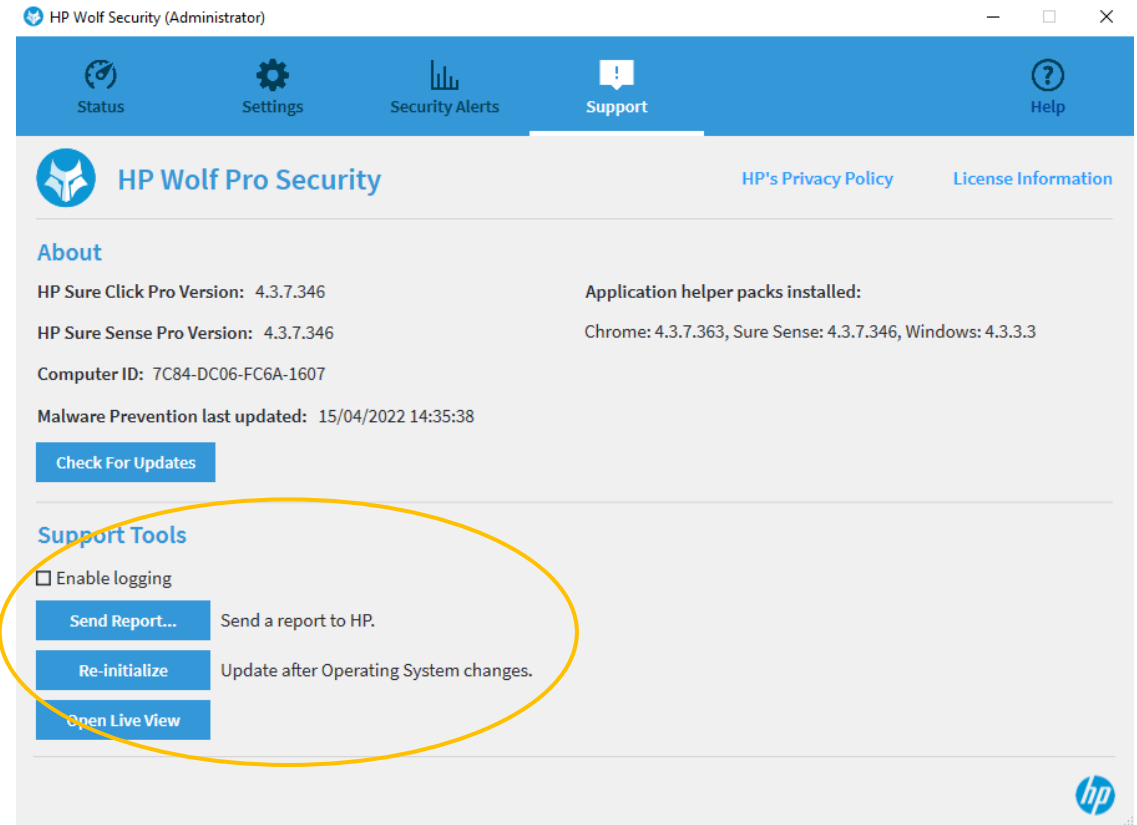 HP Wolf Security (Administrator)
Status
Settings
Security Alerts
Support
Help
HP Wolf Pro Security
HP's Privacy Policy
License Information
About
HP Sure Click Pro Version: 4.3.7.346
Application helper packs installed:
HP Sure Sense Pro Version: 4.3.7.346
Chrome: 4.3.7.363, Sure Sense: 4.3.7.346, Windows: 4.3.3.3
Computer ID: 7C84-DC06-FC6A-1607
Malware Prevention last updated: 15/04/2022 14:35:38
Check For Updates
Support Tools
Enable logging
Send Report... Send a report to HP.
Re-initialize Update after Operating System changes.
Open Live View
hp